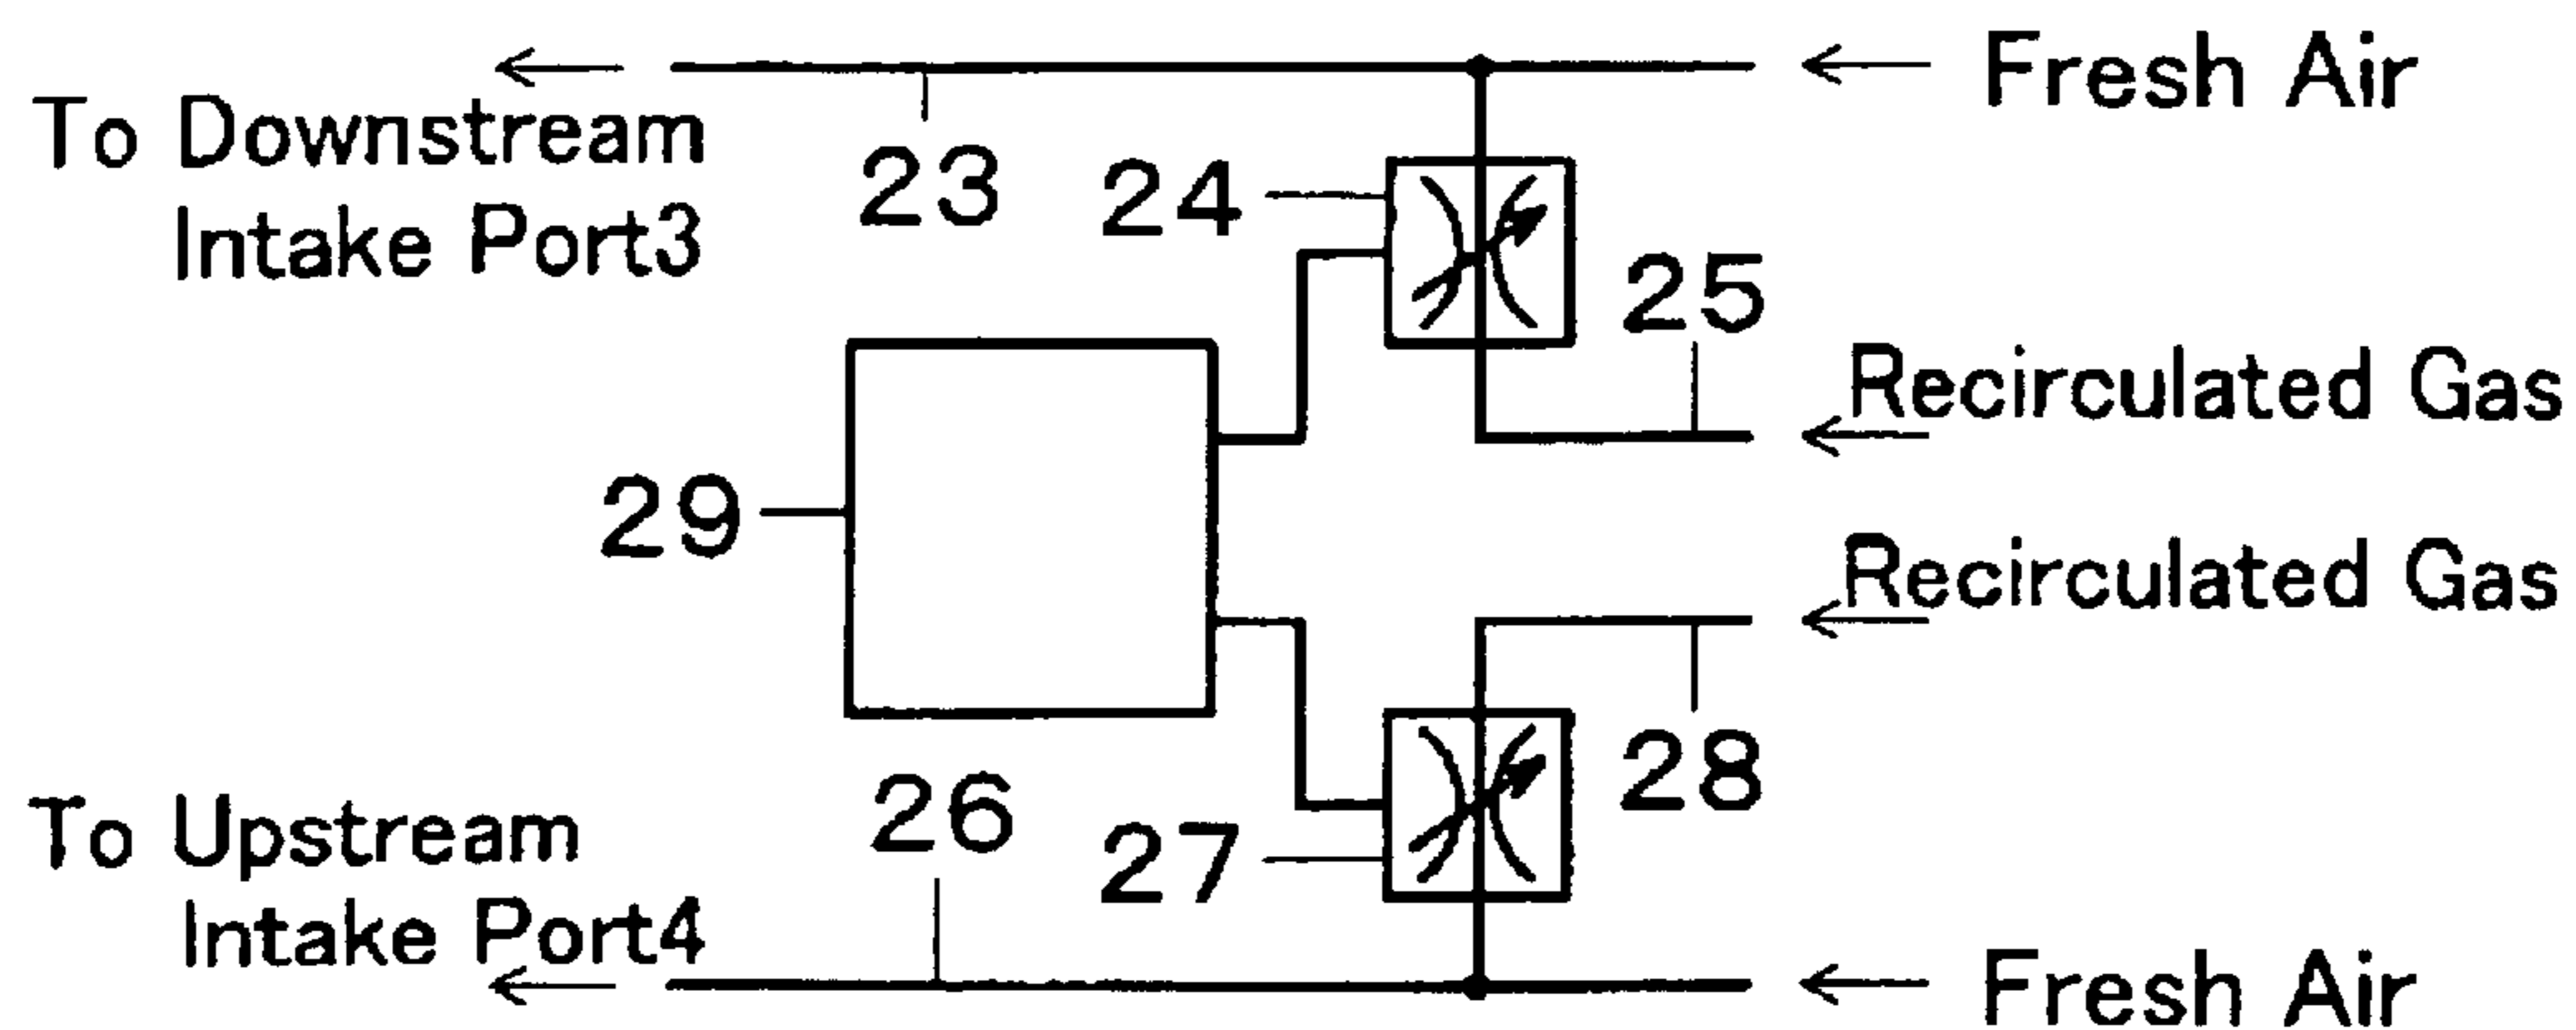 Fresh Air
To Downstream
Intake Port3
23
24
25
Recirculated Gas
29
Recirculated Gas
28
26
27
To Upstream
Intake Port4
Fresh Air